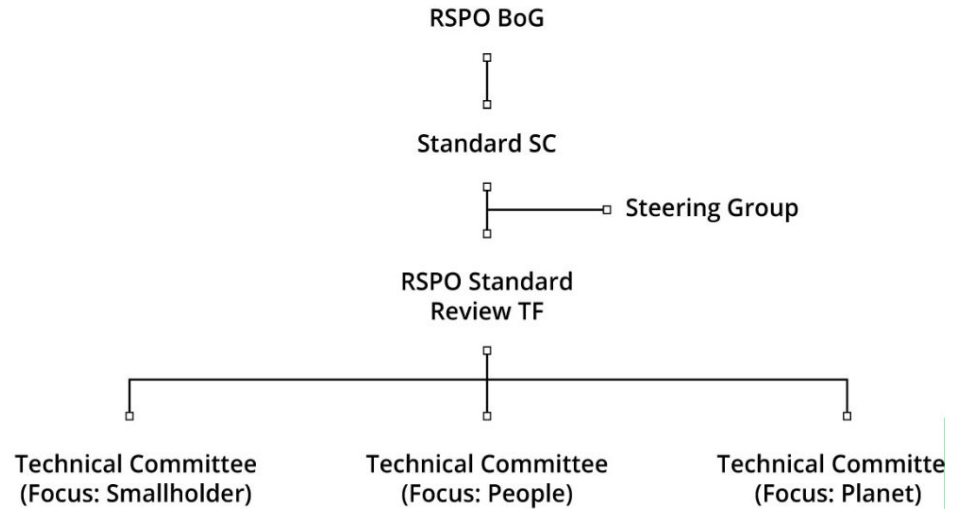 RSPO BoG
Standard SC
Steering Group
RSPO Standard
Review TF
Technical Committee
(Focus: Smallholder)
Technical Committee
(Focus: People)
Technical Committe
(Focus: Planet)